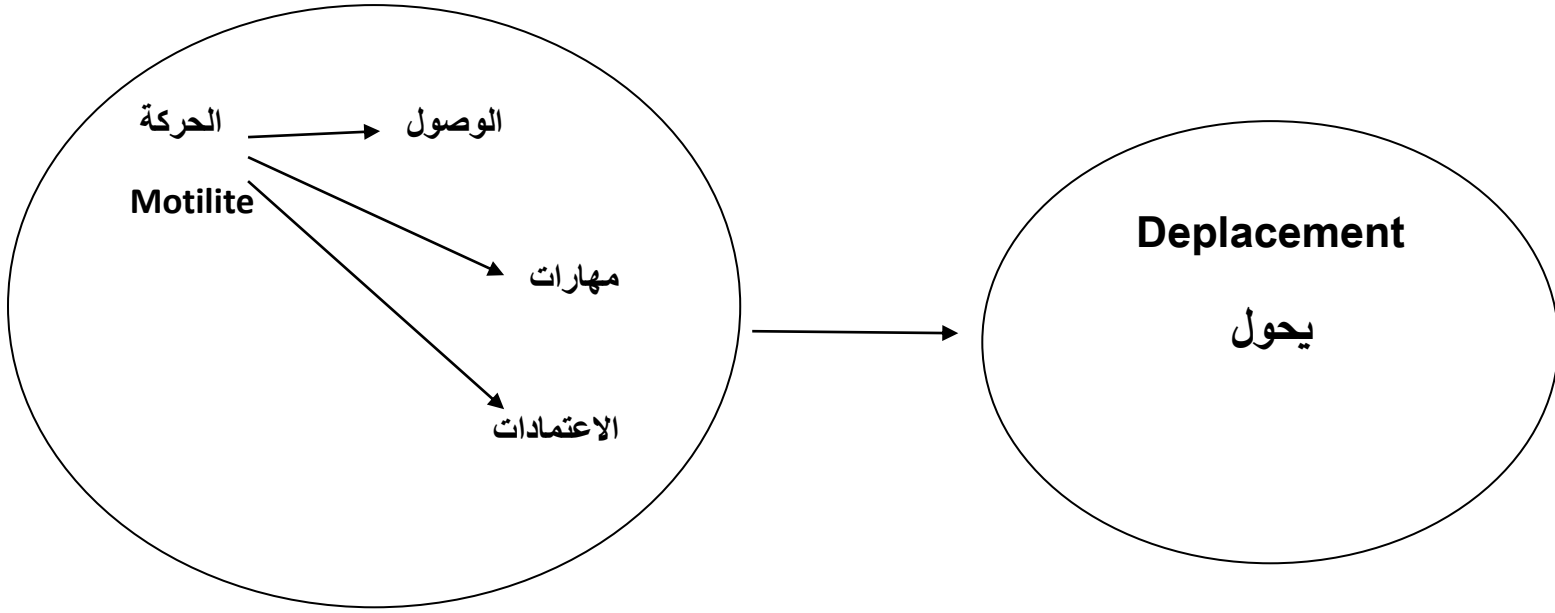 الحركة
الوصول
Motilite
مهارات
الاعتمادات
Deplacement
يحول